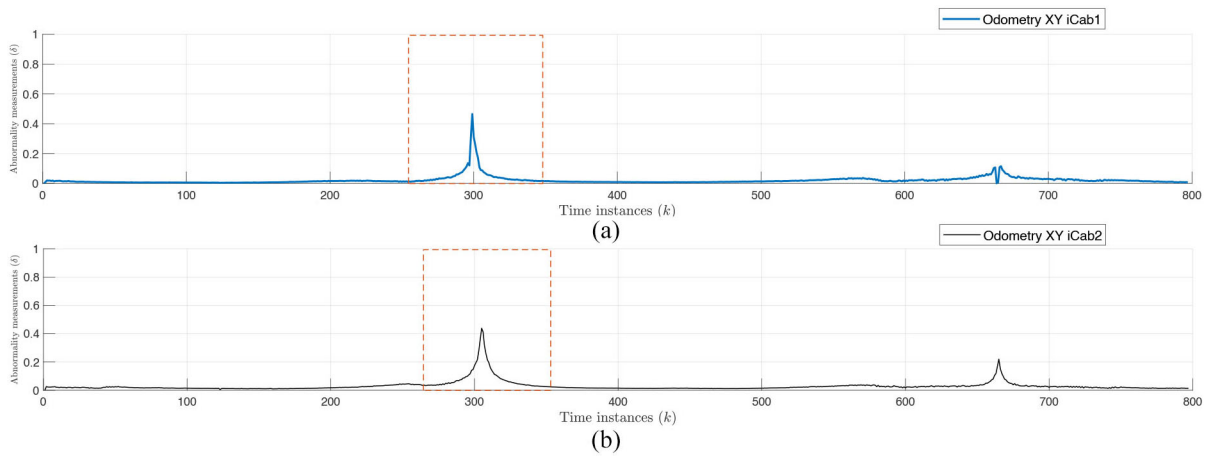 Odometry XY iCab1
Abnormality measurements (δ)
1
0.8
0.6
0.4
0.2
0
0 100 200 300 400 500 600 700 800
Time instances (k)
(a)
Odometry XY iCab2
Abnormality measurements (δ)
1
0.8
0.6
0.4
0.2
0
0 100 200 300 400 500 600 700 800
Time instances (k)
(b)